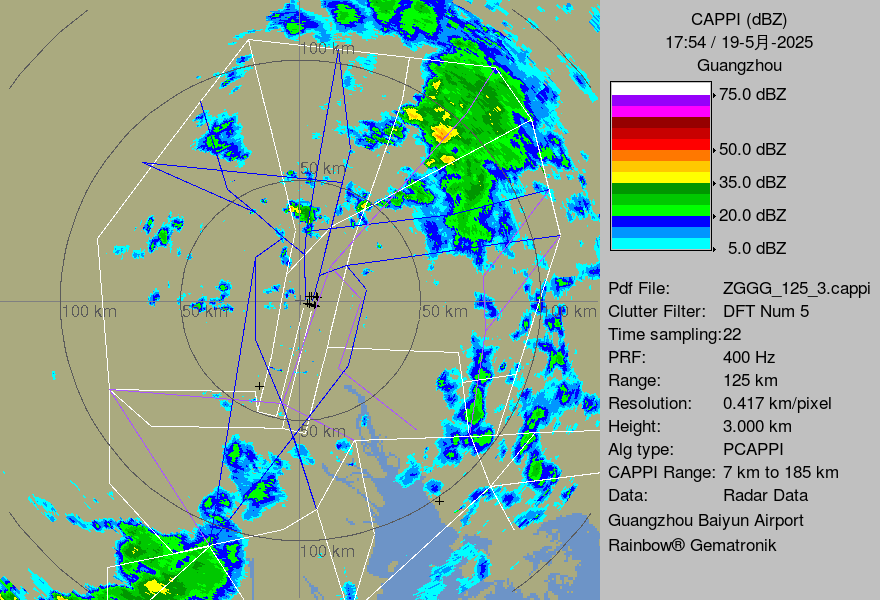 CAPPI (dBZ)
17:54 / 19-5月-2025
Guangzhou
75.0 dBZ
50.0 dBZ
35.0 dBZ
20.0 dBZ
5.0 dBZ
Pdf File: ZGGG_125_3.cappi
Clutter Filter: DFT Num 5
Time sampling:22
PRF: 400 Hz
Range: 125 km
Resolution: 0.417 km/pixel
Height: 3.000 km
Alg type: PCAPPI
CAPPI Range: 7 km to 185 km
Data: Radar Data
Guangzhou Baiyun Airport
Rainbow® Gematronik
100 km
50 km
100 km
50 km
50 km
100 km
50 km
100 km